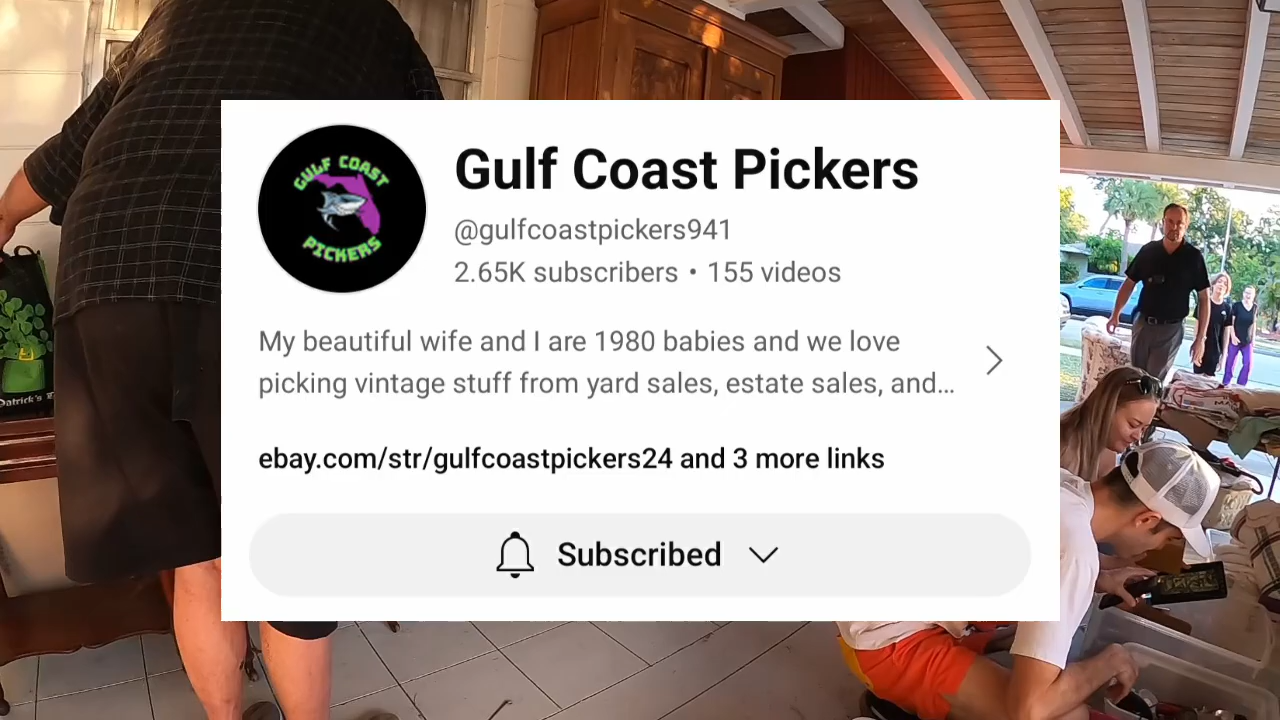 GULF COAST
PICKERS
Gulf Coast Pickers
@gulfcoastpickers941
2.65K subscribers • 155 videos
My beautiful wife and I are 1980 babies and we love
picking vintage stuff from yard sales, estate sales, and...
ebay.com/str/gulfcoastpickers24 and 3 more links
Subscribed
Patrick's